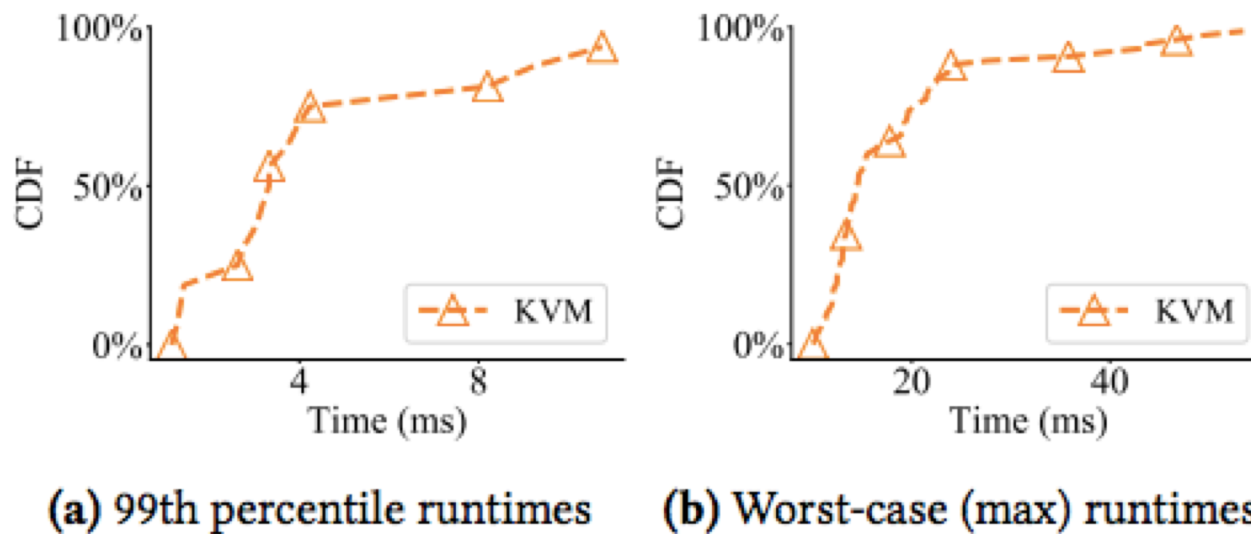 100%
50%
0%
CDF
4 8
Time (ms)
KVM
(a) 99th percentile runtimes
100%
50%
0%
CDF
20 40
Time (ms)
KVM
(b) Worst-case (max) runtimes